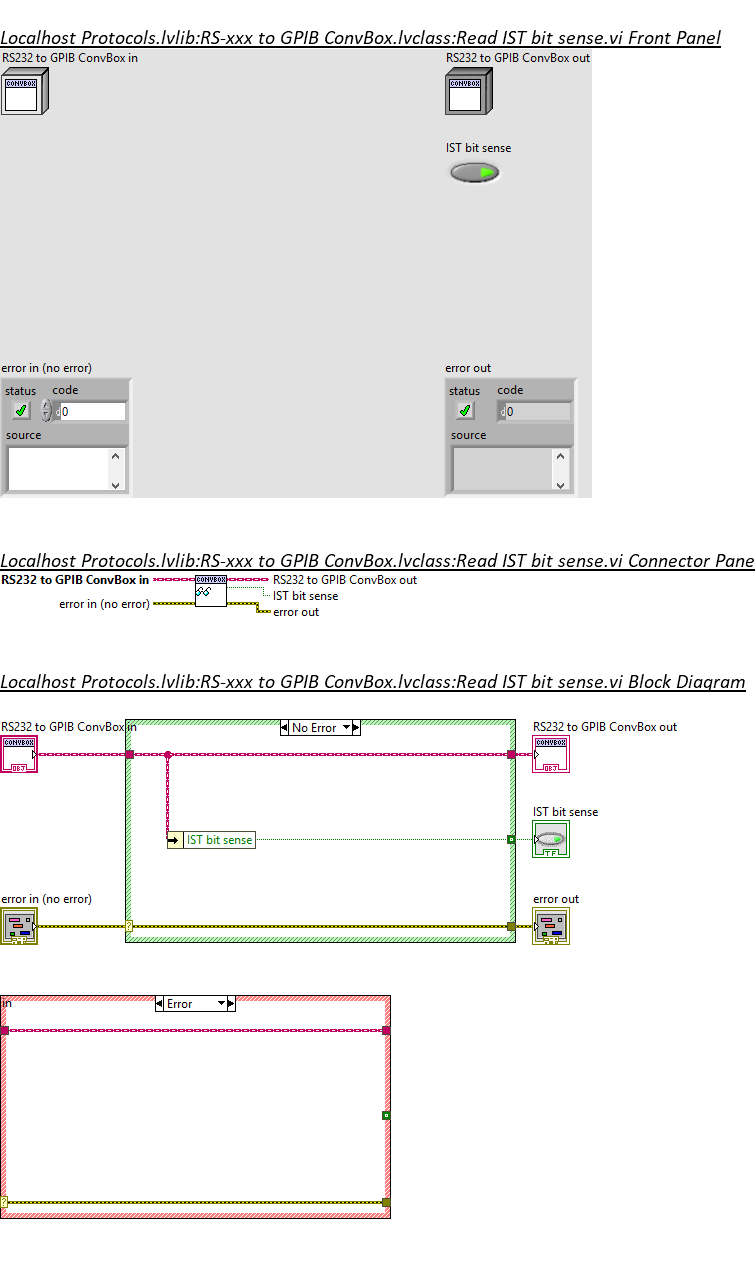 Localhost Protocols.lvlib:RS-xxx to GPIB ConvBox.lvclass:Read IST bit sense.vi Front Panel
RS232 to GPIB ConvBox in
RS232 to GPIB ConvBox out
CONVBOX
CONVBOX
IST bit sense
error in (no error)
error out
status code
status code
d 0
d 0
source
source
Localhost Protocols.lvlib:RS-xxx to GPIB ConvBox.lvclass:Read IST bit sense.vi Connector Pane
RS232 to GPIB ConvBox in
CONVBOX
RS232 to GPIB ConvBox out
IST bit sense
error in (no error)
error out
Localhost Protocols.lvlib:RS-xxx to GPIB ConvBox.lvclass:Read IST bit sense.vi Block Diagram
RS232 to GPIB ConvBox in
No Error
RS232 to GPIB ConvBox out
CONVBOX
OBJ
CONVBOX
OBJ
IST bit sense
IST bit sense
TF
error in (no error)
error out
?
in
Error
?